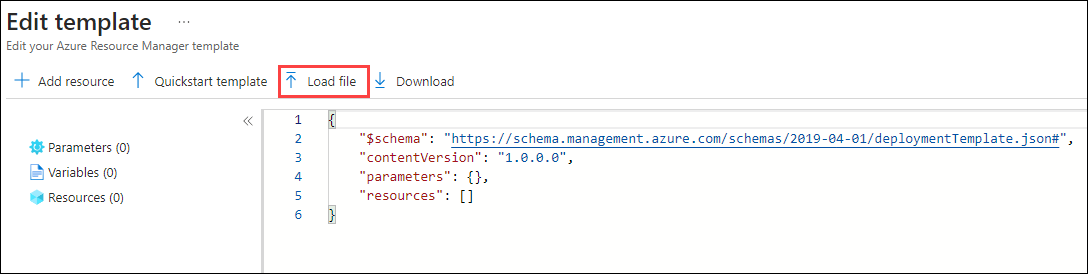 Edit template ...
Edit your Azure Resource Manager template
Add resource Quickstart template Load file Download
Parameters (0)
Variables (0)
Resources (0)
1 {
2 "$schema": "https://schema.management.azure.com/schemas/2019-04-01/deploymentTemplate.json#",
3 "contentVersion": "1.0.0.0",
4 "parameters": {},
5 "resources": []
6 }